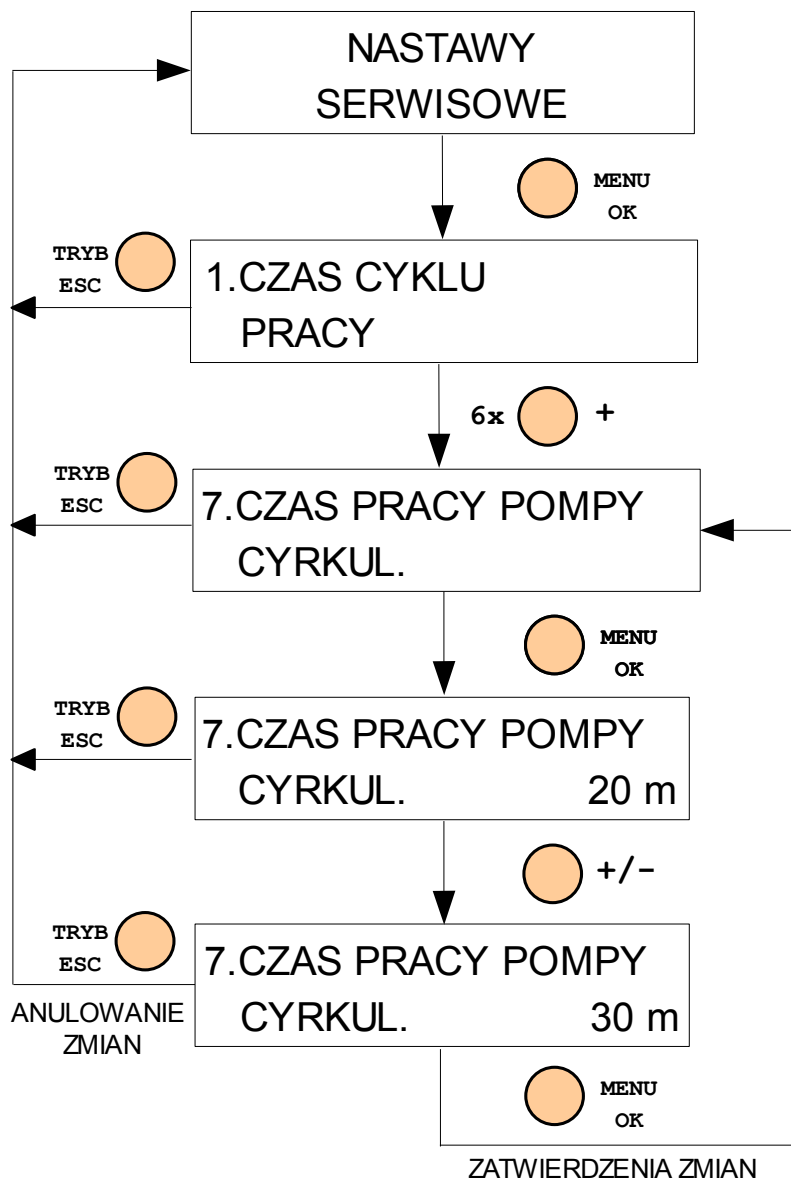 NASTAWY
SERWISOWE
MENU
OK
TRYB
ESC
1.CZAS CYKLU
PRACY
6x +
TRYB
ESC
7.CZAS PRACY POMPY
CYRKUL.
MENU
OK
TRYB
ESC
7.CZAS PRACY POMPY
CYRKUL. 20 m
+/-
TRYB
ESC
7.CZAS PRACY POMPY
CYRKUL. 30 m
ANULOWANIE
ZMIAN
MENU
OK
ZATWIERDZENIA ZMIAN